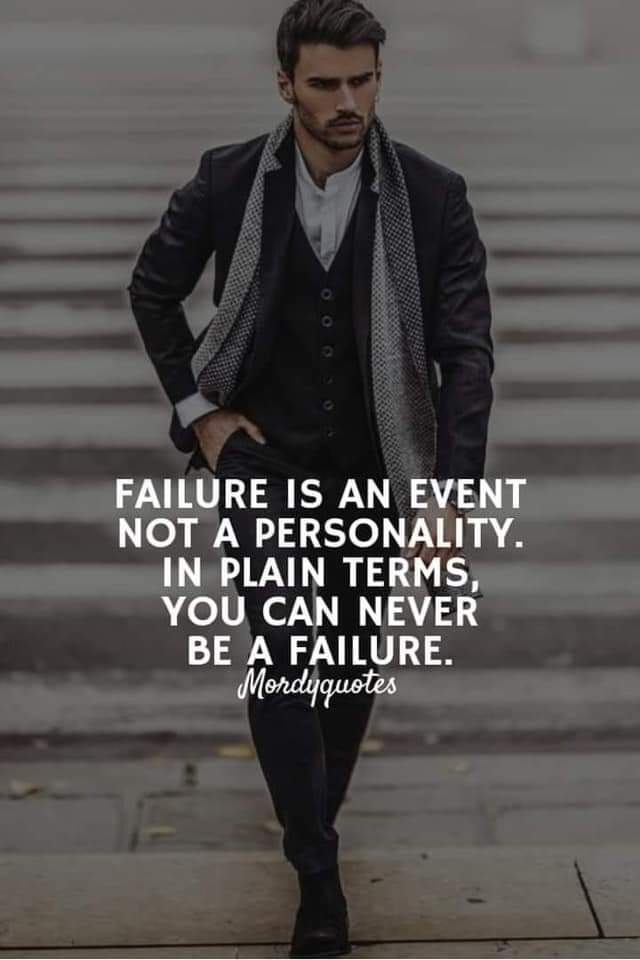 FAILURE IS AN EVENT
NOT A PERSONALITY.
IN PLAIN TERMS,
YOU CAN NEVER
BE A FAILURE.
Mordyquotes